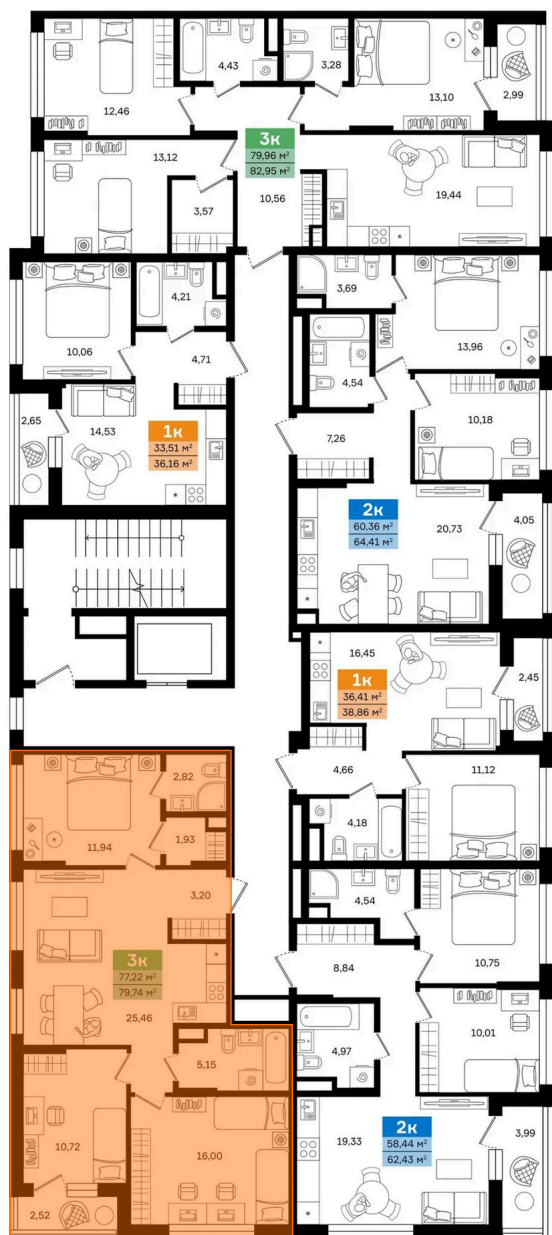 4,43
3,28
12,46
13,10
2,99
3к
79,96 м²
82,95 м²
13,12
3,57
10,56
19,44
4,21
3,69
10,06
4,71
13,96
4,54
10,18
2,65
14,53
1к
33,51 м²
36,16 м²
7,26
2к
60,36 м²
64,41 м²
20,73
4,05
16,45
1к
36,41 м²
38,86 м²
2,45
4,66
11,12
2,82
11,94
1,93
4,18
3,20
4,54
3к
77,22 м²
79,74 м²
25,46
8,84
10,75
5,15
4,97
10,01
10,72
16,00
19,33
2к
58,44 м²
62,43 м²
3,99
2,52